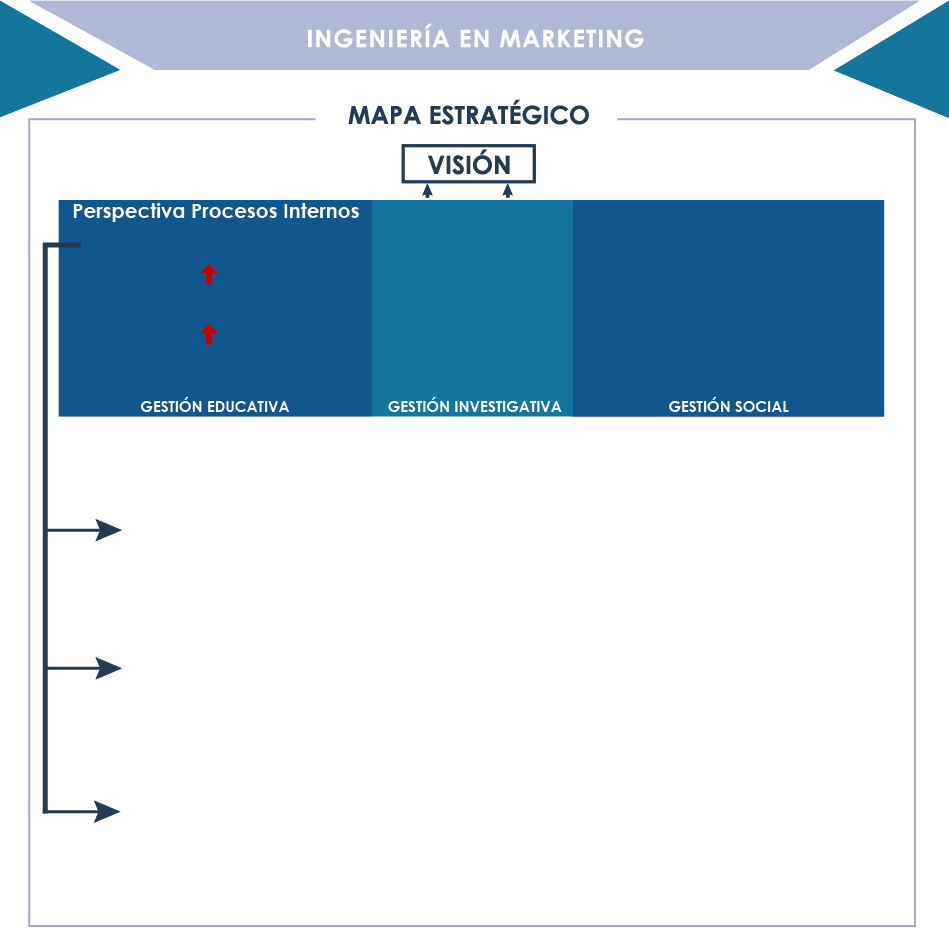 INGENIERÍA EN MARKETING
MAPA ESTRATÉGICO
VISIÓN
Perspectiva Procesos Internos
GESTIÓN EDUCATIVA
GESTIÓN INVESTIGATIVA
GESTIÓN SOCIAL